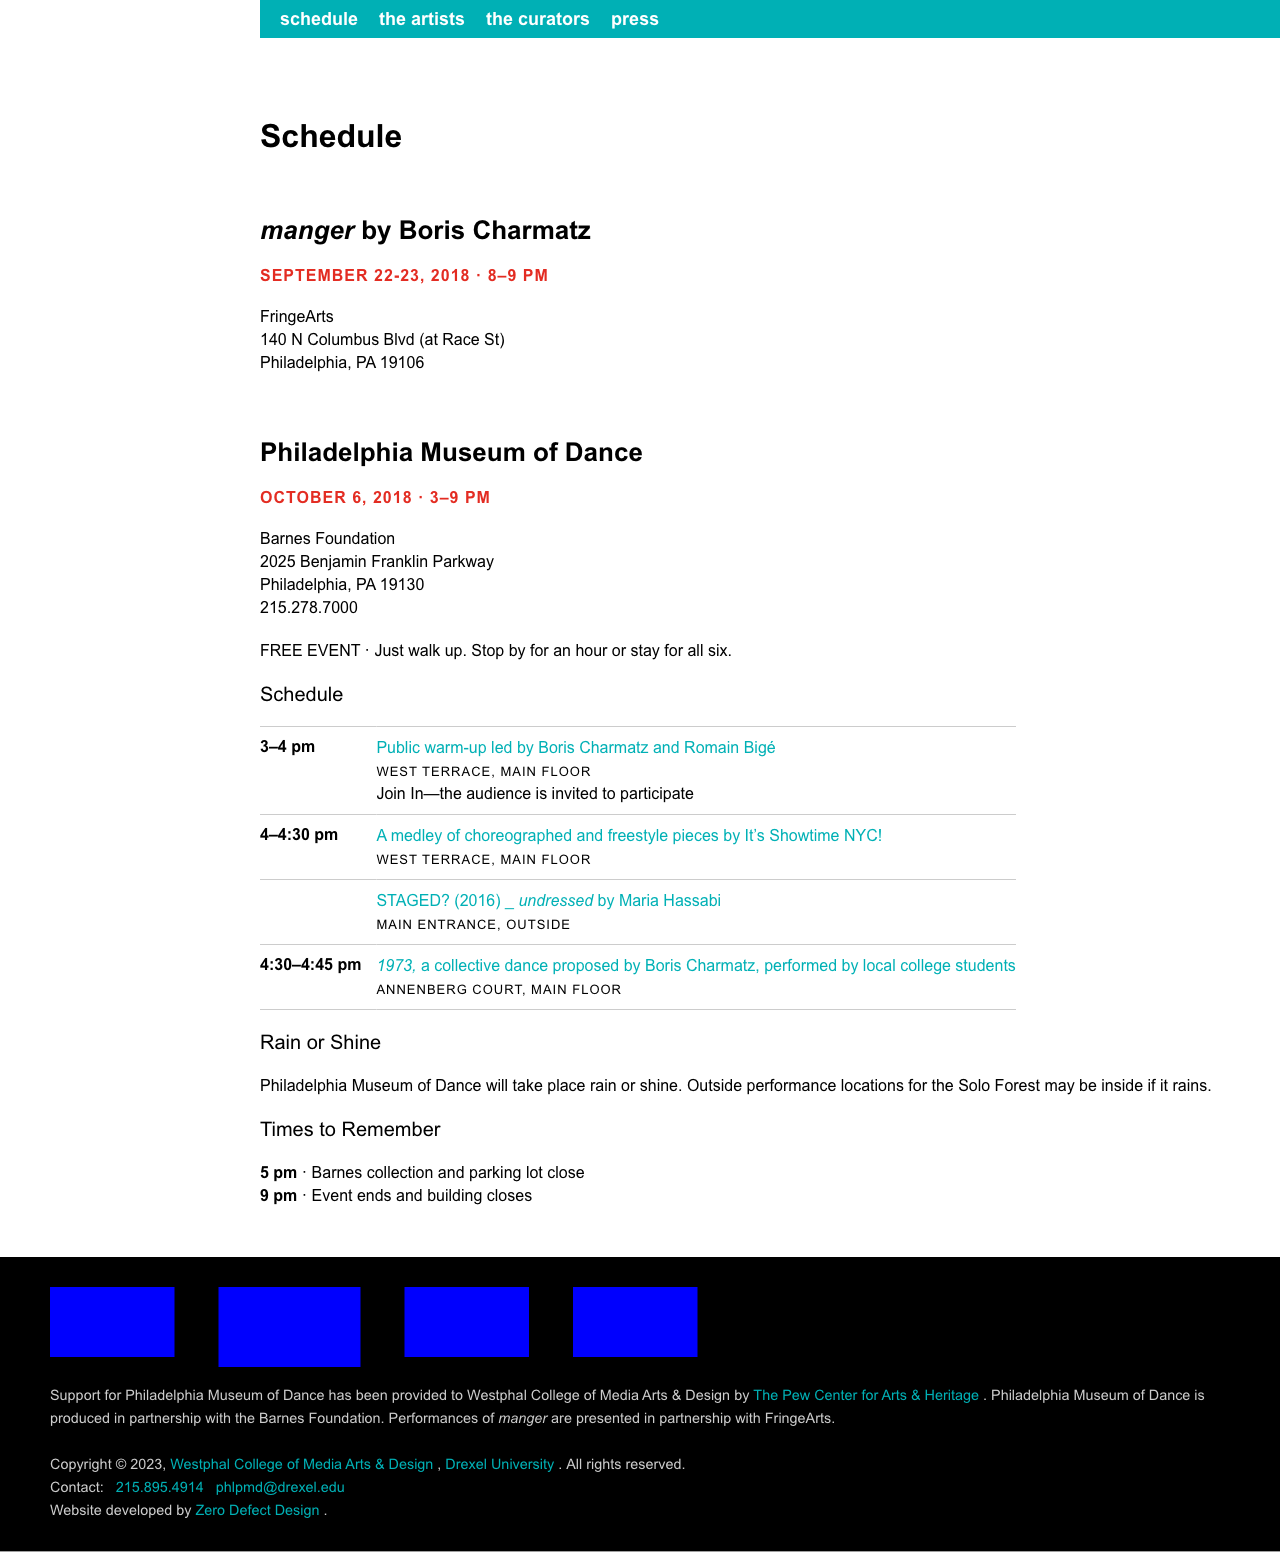 schedule the artists the curators press
Schedule
manger by Boris Charmatz
SEPTEMBER 22-23, 2018 · 8–9 PM
FringeArts
140 N Columbus Blvd (at Race St)
Philadelphia, PA 19106
Philadelphia Museum of Dance
OCTOBER 6, 2018 · 3–9 PM
Barnes Foundation
2025 Benjamin Franklin Parkway
Philadelphia, PA 19130
215.278.7000
FREE EVENT · Just walk up. Stop by for an hour or stay for all six.
Schedule
3–4 pm Public warm-up led by Boris Charmatz and Romain Bigé
WEST TERRACE, MAIN FLOOR
Join In—the audience is invited to participate
4–4:30 pm A medley of choreographed and freestyle pieces by It’s Showtime NYC!
WEST TERRACE, MAIN FLOOR
STAGED? (2016) _ undressed by Maria Hassabi
MAIN ENTRANCE, OUTSIDE
4:30–4:45 pm 1973, a collective dance proposed by Boris Charmatz, performed by local college students
ANNENBERG COURT, MAIN FLOOR
Rain or Shine
Philadelphia Museum of Dance will take place rain or shine. Outside performance locations for the Solo Forest may be inside if it rains.
Times to Remember
5 pm · Barnes collection and parking lot close
9 pm · Event ends and building closes
Support for Philadelphia Museum of Dance has been provided to Westphal College of Media Arts & Design by The Pew Center for Arts & Heritage . Philadelphia Museum of Dance is
produced in partnership with the Barnes Foundation. Performances of manger are presented in partnership with FringeArts.
Copyright © 2023, Westphal College of Media Arts & Design , Drexel University . All rights reserved.
Contact: 215.895.4914 phlpmd@drexel.edu
Website developed by Zero Defect Design .